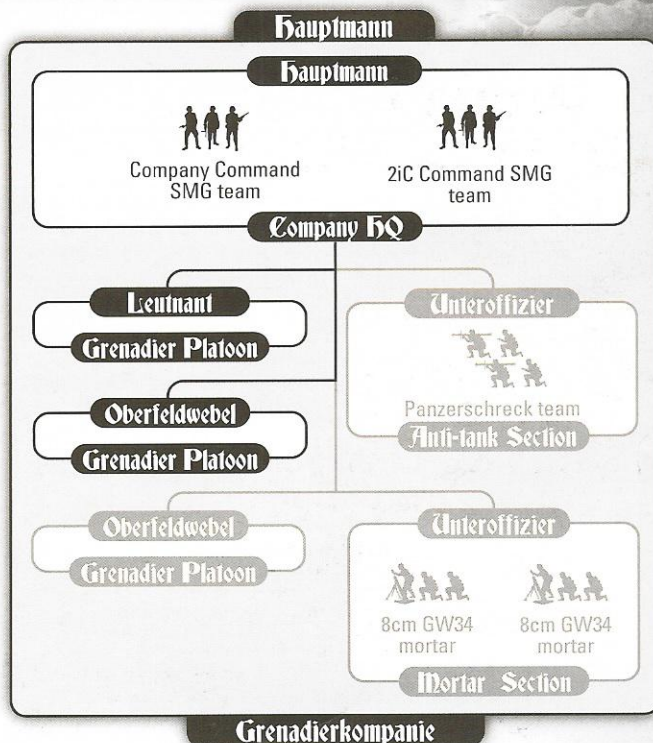 Hauptmann
Hauptmann
Company Command
SMG team
2iC Command SMG
team
Company HQ
Leutnant
Grenadier Platoon
Oberfeldwebel
Grenadier Platoon
Oberfeldwebel
Grenadier Platoon
Unteroffizier
Panzerschreck team
Anti-tank Section
Unteroffizier
8cm GW34
mortar
8cm GW34
mortar
Mortar Section
Grenadierkompanie